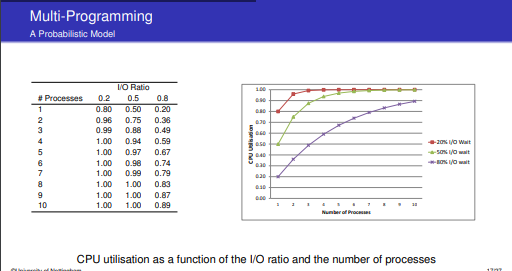 Multi-Programming
A Probabilistic Model
I/O Ratio
# Processes 0.2 0.5 0.8
1 0.80 0.50 0.20
2 0.96 0.75 0.36
3 0.99 0.88 0.49
4 1.00 0.94 0.59
5 1.00 0.97 0.67
6 1.00 0.98 0.74
7 1.00 0.99 0.79
8 1.00 1.00 0.83
9 1.00 1.00 0.87
10 1.00 1.00 0.89
CPU Utilisation
1.00
0.90
0.80
0.70
0.60
0.50
0.40
0.30
0.20
0.10
0.00
1 2 3 4 5 6 7 8 9 10
Number of Processes
20% I/O Wait
50% I/O wait
80% I/O wait
CPU utilisation as a function of the I/O ratio and the number of processes
©University of Nottingham
17/27